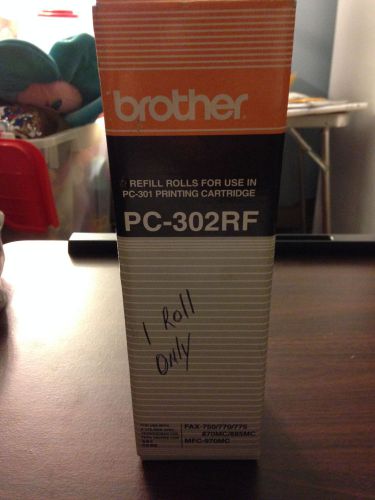 brother
REFILL ROLLS FOR USE IN
PC-301 PRINTING CARTRIDGE
PC-302RF
1 Roll
Only
FAX-750/770/775
870MC/885MC
MFC-970MC